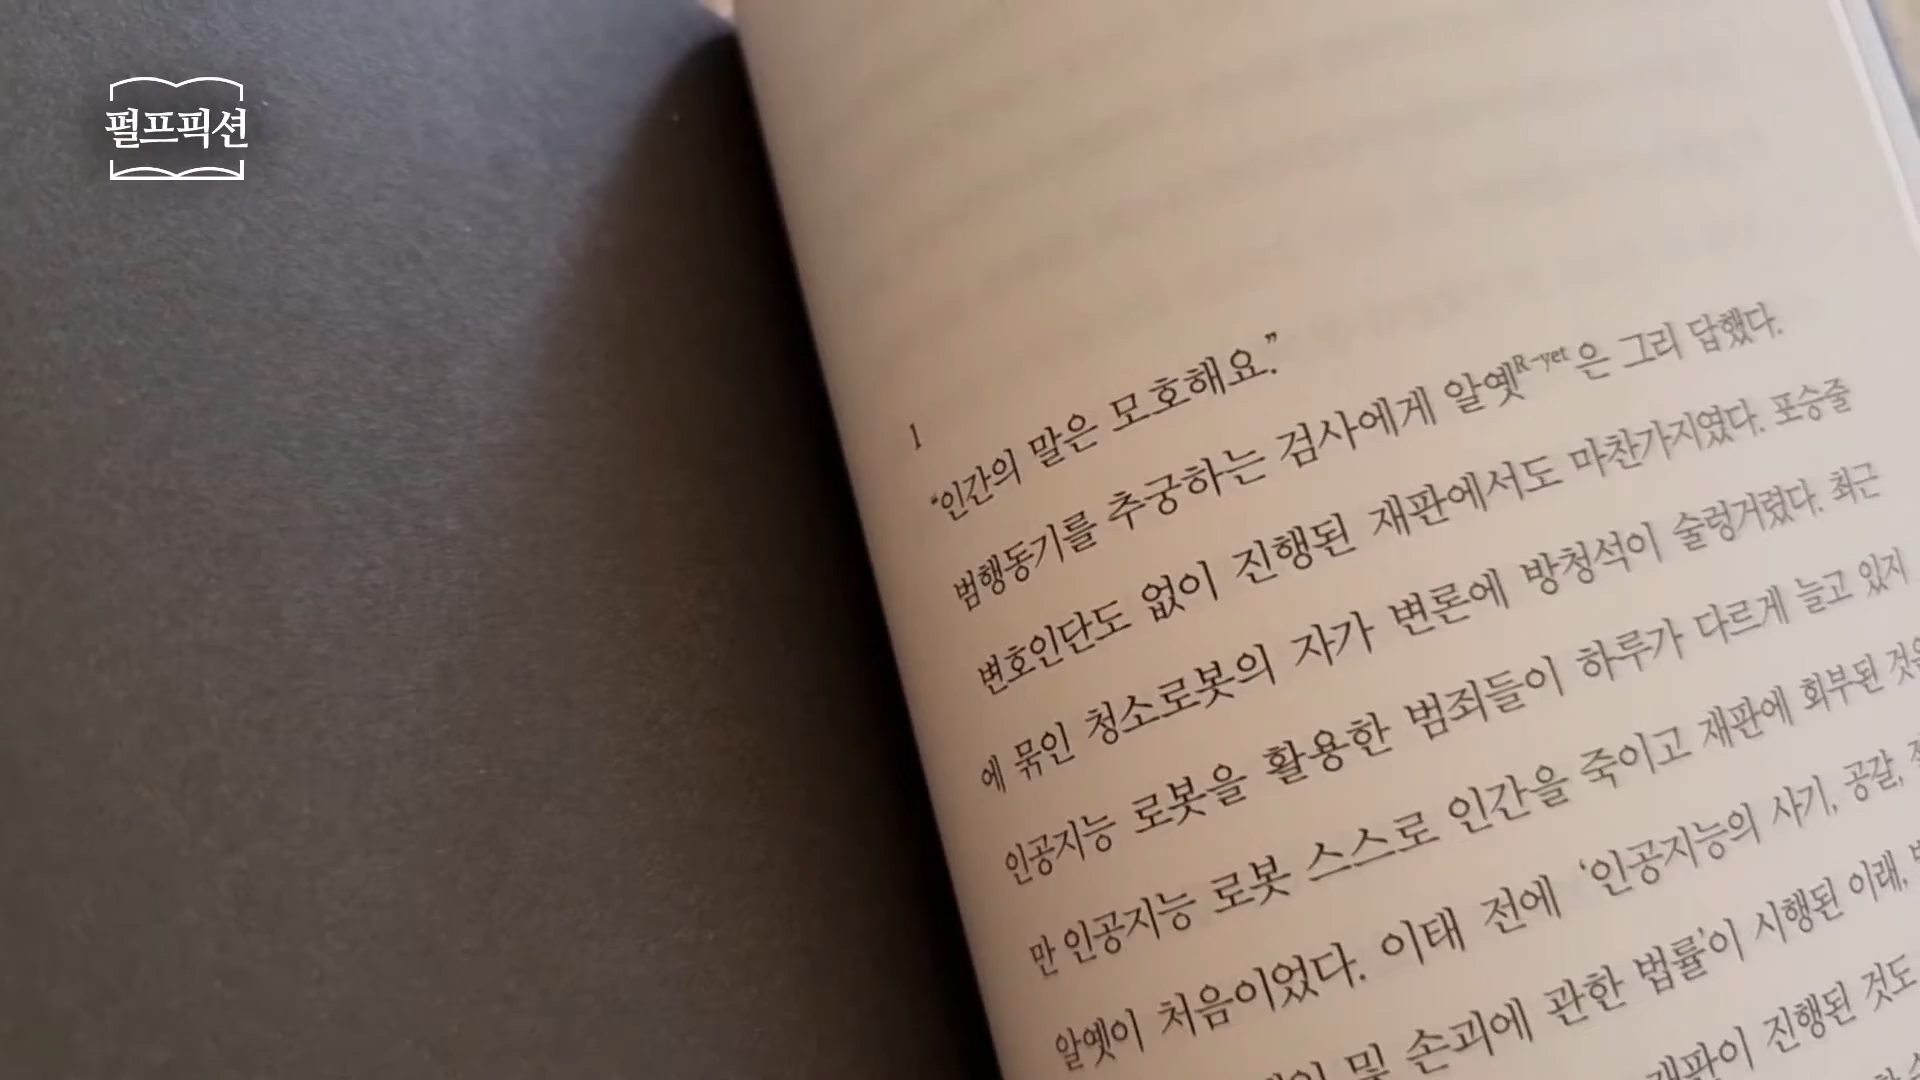 펄프픽션
1
“인간의 말은 모호해요.”
범행동기를 추궁하는 검사에게 알옛R-yet은 그리 답했다.
변호인단도 없이 진행된 재판에서도 마찬가지였다. 포승줄
에 묶인 청소로봇의 자가 변론에 방청석이 술렁거렸다. 최근
인공지능 로봇을 활용한 범죄들이 하루가 다르게 늘고 있지
만 인공지능 로봇 스스로 인간을 죽이고 재판에 회부된 것은
알옛이 처음이었다. 이태 전에 ‘인공지능의 사기, 공갈,
및 손괴에 관한 법률’이 시행된 이래,
재판이 진행된 것도